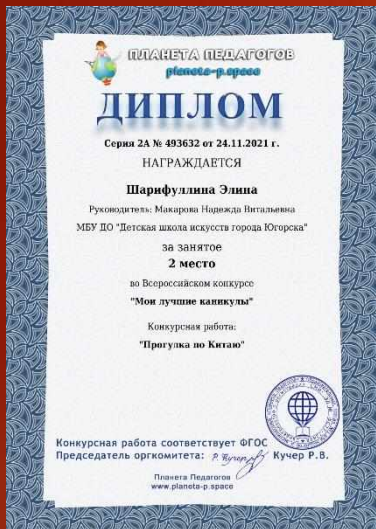 ПЛАНЕТА ПЕДАГОГОВ
planeta-p.space
ДИПЛОМ
Серия 2А № 493632 от 24.11.2021 г.
НАГРАЖДАЕТСЯ
Шарифуллина Элина
Руководитель: Макарова Надежда Витальевна
МБУ ДО "Детская школа искусств города Югорска"
за занятое
2 место
во Всероссийском конкурсе
"Мои лучшие каникулы"
Конкурсная работа:
"Прогулка по Китаю"
Конкурсная работа соответствует ФГОС
Председатель оргкомитета: Р. Кучер Кучер Р.В.
Планета Педагогов
www.planeta-p.space